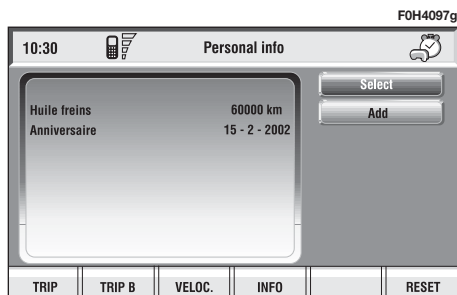 F0H4097g
10:30 Personal info
Select
Add
Huile freins 60000 km
Anniversaire 15 - 2 - 2002
TRIP TRIP B VELOC. INFO RESET